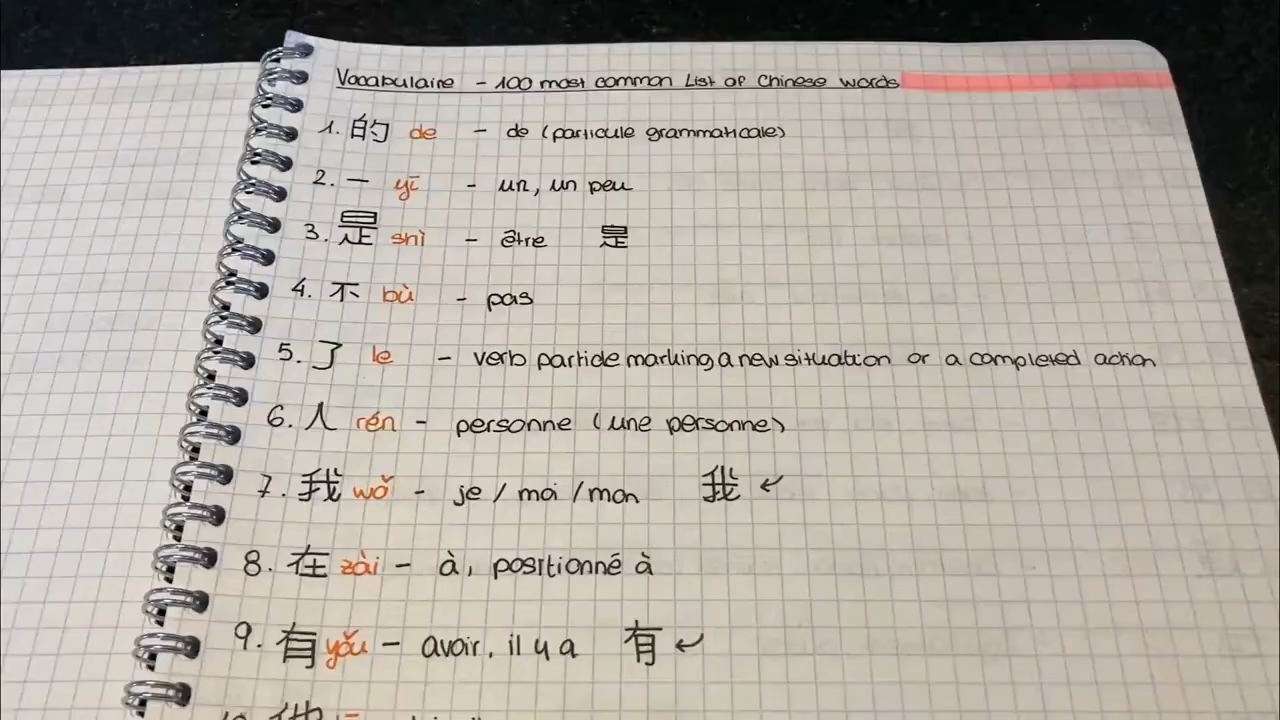 Vocabulaire - 100 most common List of Chinese words
1. 的 de - de (particule grammaticale)
2. 一 yī - un, un peu
3. 是 shì - être 是
4. 不 bù - pas
5. 了 le - verb particle marking a new situation or a completed action
6. 人 rén - personne (une personne)
7. 我 wǒ - je / moi / mon 我 ↩
8. 在 zài - à, positionné à
9. 有 yǒu - avoir, il y a 有 ↩